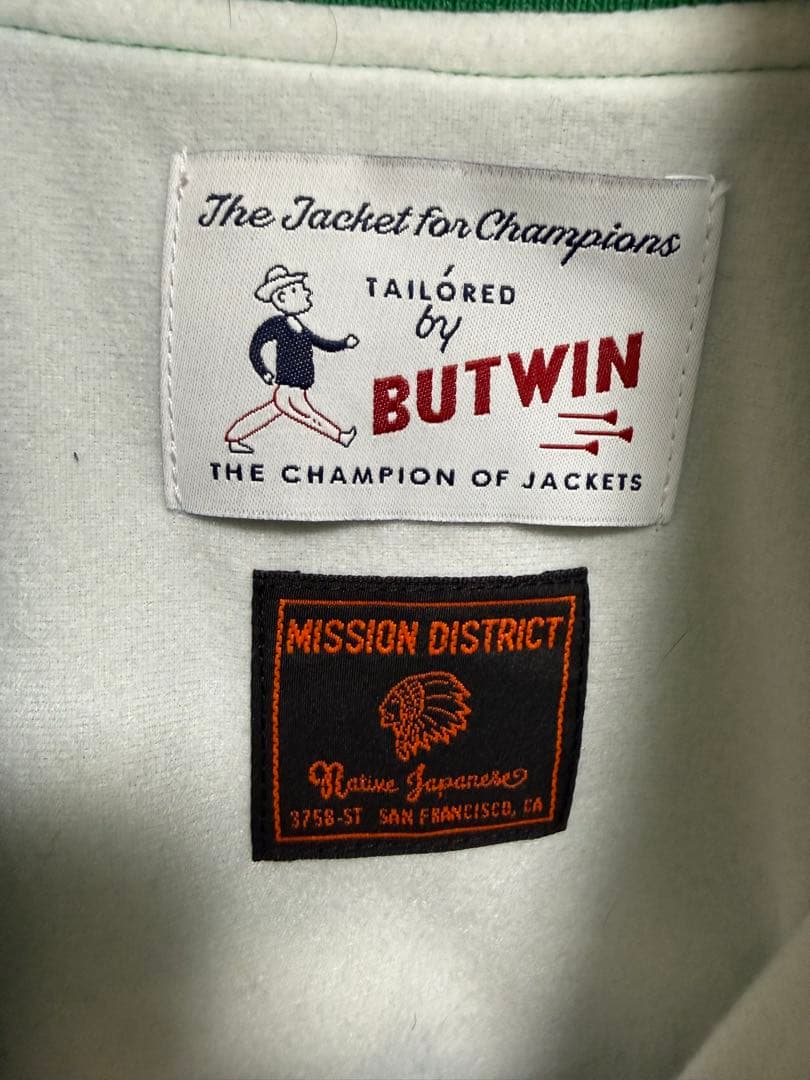 The Jacket for Champions
TAILORED
by
BUTWIN
THE CHAMPION OF JACKETS
MISSION DISTRICT
Native Japanese
3758-ST SAN FRANCISCO, CA